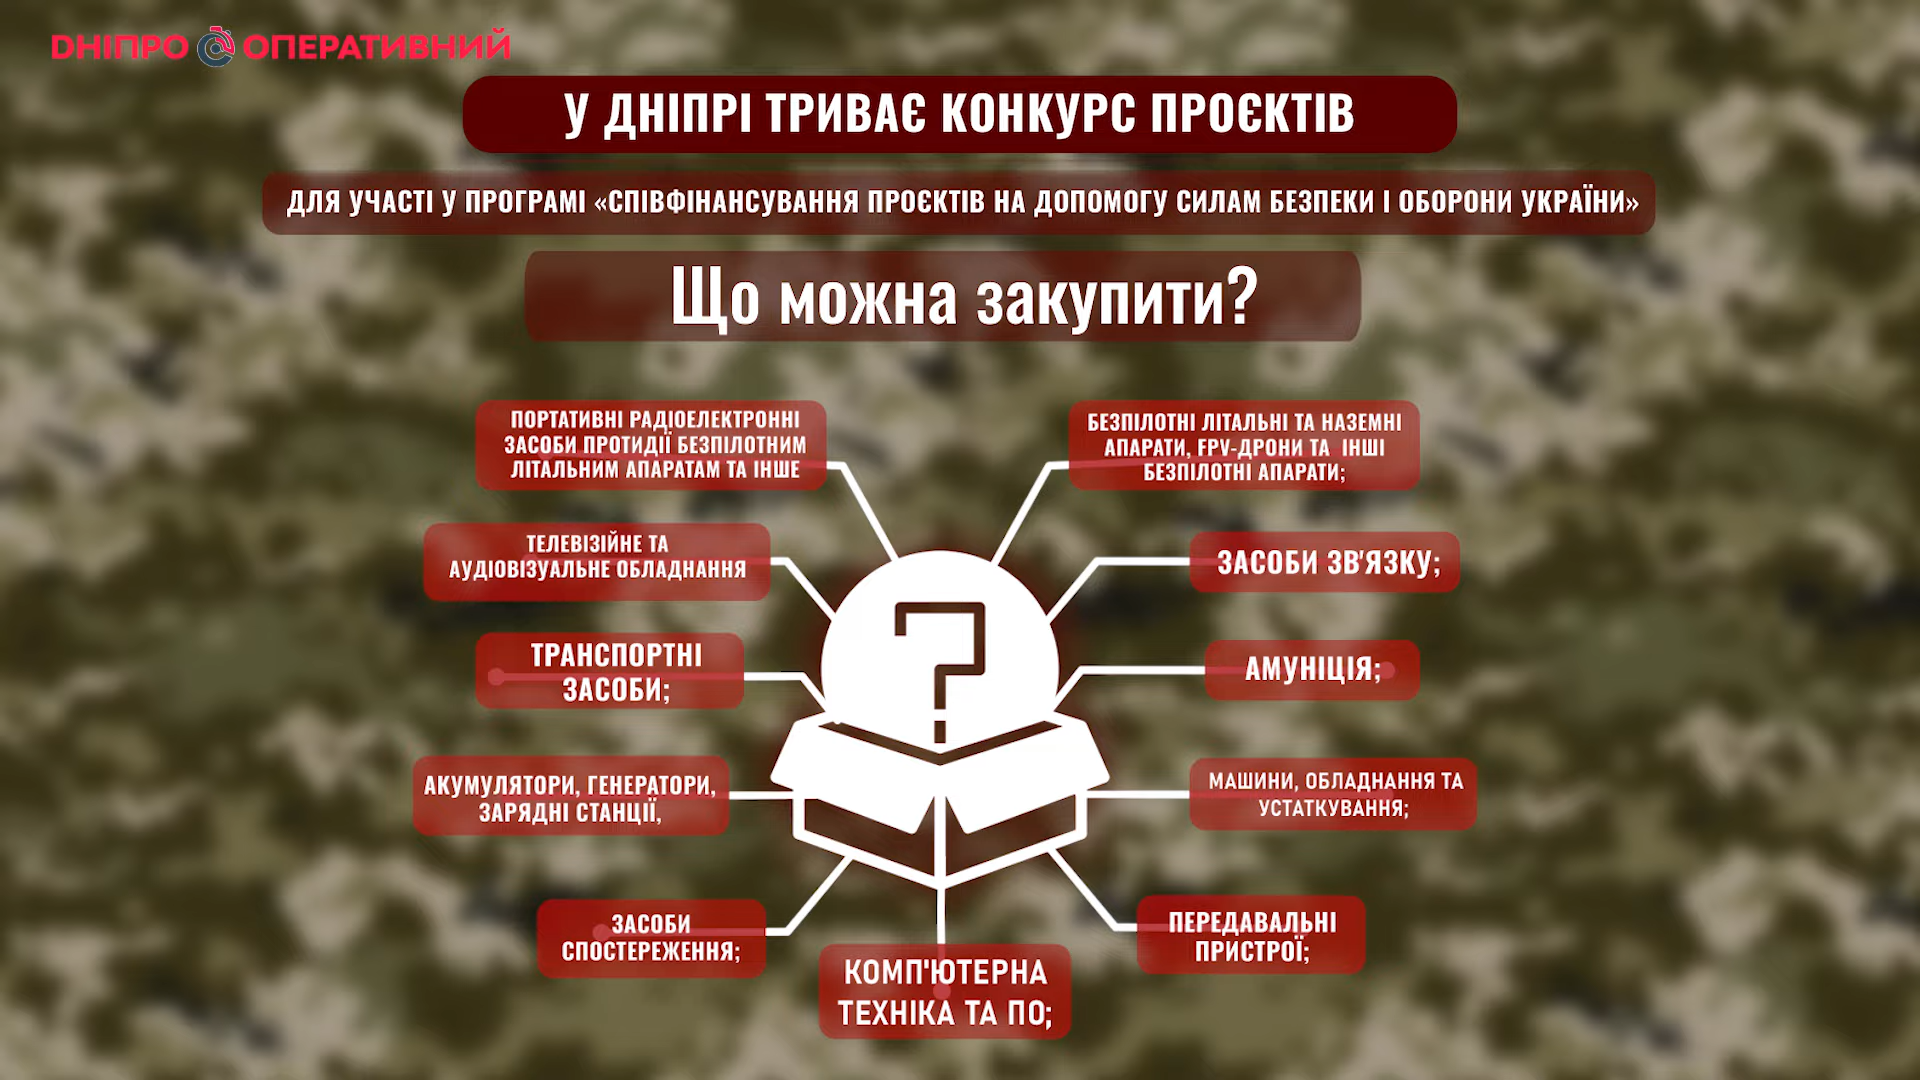 ДНІПРО ОПЕРАТИВНИЙ
У ДНІПРІ ТРИВАЄ КОНКУРС ПРОЄКТІВ
ДЛЯ УЧАСТІ У ПРОГРАМІ «СПІВФІНАНСУВАННЯ ПРОЄКТІВ НА ДОПОМОГУ СИЛАМ БЕЗПЕКИ І ОБОРОНИ УКРАЇНИ»
Що можна закупити?
ПОРТАТИВНІ РАДІОЕЛЕКТРОННІ
ЗАСОБИ ПРОТИДІЇ БЕЗПІЛОТНИМ
ЛІТАЛЬНИМ АПАРАТАМ ТА ІНШЕ
БЕЗПІЛОТНІ ЛІТАЛЬНІ ТА НАЗЕМНІ
АПАРАТИ, FPV-ДРОНИ ТА ІНШІ
БЕЗПІЛОТНІ АПАРАТИ;
ТЕЛЕВІЗІЙНЕ ТА
АУДІОВІЗУАЛЬНЕ ОБЛАДНАННЯ
ЗАСОБИ ЗВ'ЯЗКУ;
ТРАНСПОРТНІ
ЗАСОБИ;
АМУНІЦІЯ;
АКУМУЛЯТОРИ, ГЕНЕРАТОРИ,
ЗАРЯДНІ СТАНЦІЇ,
МАШИНИ, ОБЛАДНАННЯ ТА
УСТАТКУВАННЯ;
ЗАСОБИ
СПОСТЕРЕЖЕННЯ;
КОМП'ЮТЕРНА
ТЕХНІКА ТА ПО;
ПЕРЕДАВАЛЬНІ
ПРИСТРОЇ;